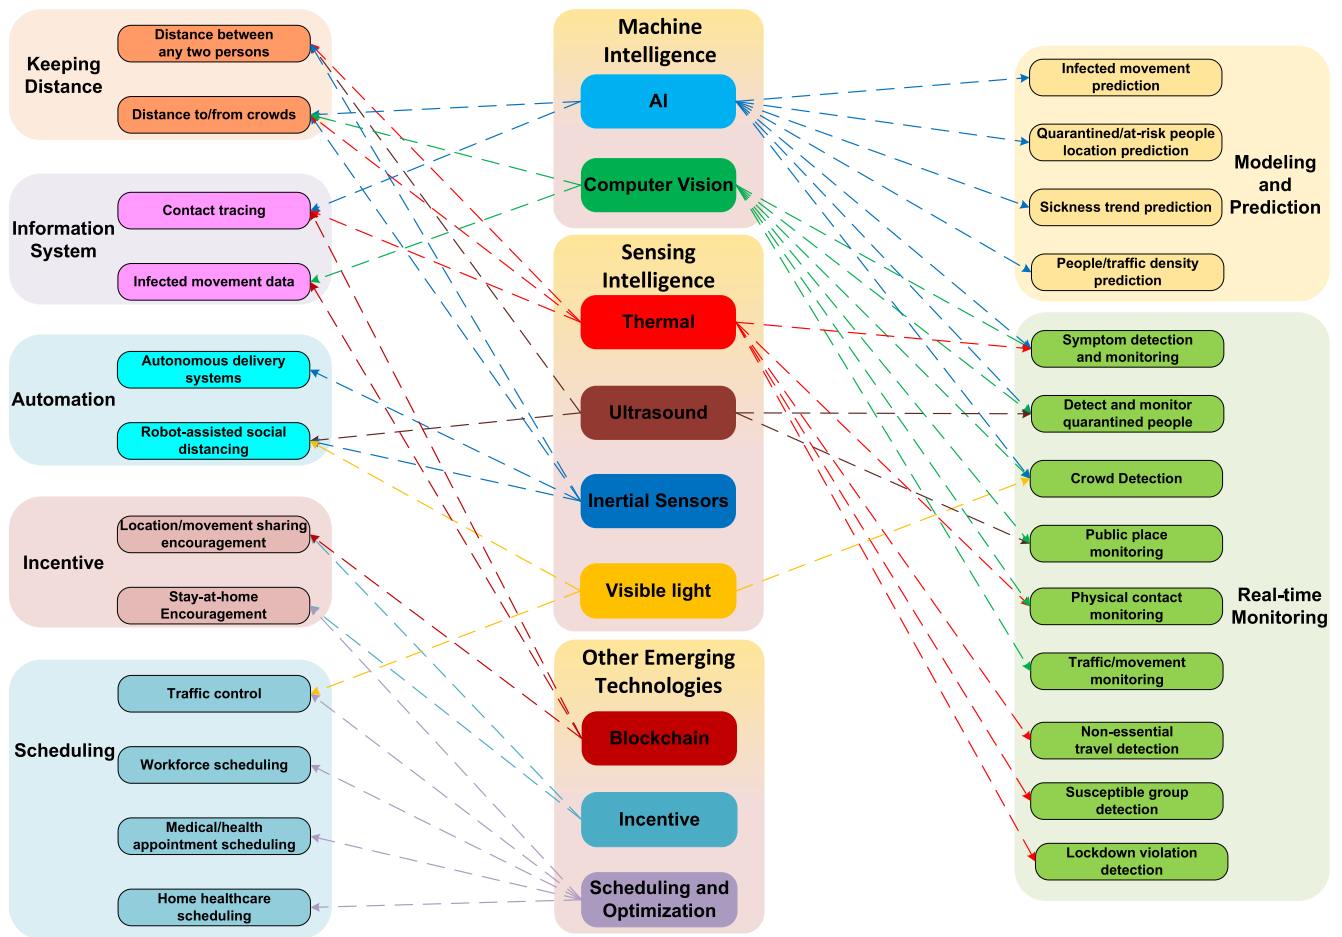 Keeping
Distance
Distance between
any two persons
Distance to/from crowds
Information
System
Contact tracing
Infected movement data
Automation
Autonomous delivery
systems
Robot-assisted social
distancing
Incentive
Location/movement sharing
encouragement
Stay-at-home
Encouragement
Scheduling
Traffic control
Workforce scheduling
Medical/health
appointment scheduling
Home healthcare
scheduling
Machine
Intelligence
AI
Computer Vision
Sensing
Intelligence
Thermal
Ultrasound
Inertial Sensors
Visible light
Other Emerging
Technologies
Blockchain
Incentive
Scheduling and
Optimization
Infected movement
prediction
Quarantined/at-risk people
location prediction
Sickness trend prediction
People/traffic density
prediction
Modeling
and
Prediction
Symptom detection
and monitoring
Detect and monitor
quarantined people
Crowd Detection
Public place
monitoring
Physical contact
monitoring
Traffic/movement
monitoring
Non-essential
travel detection
Susceptible group
detection
Lockdown violation
detection
Real-time
Monitoring